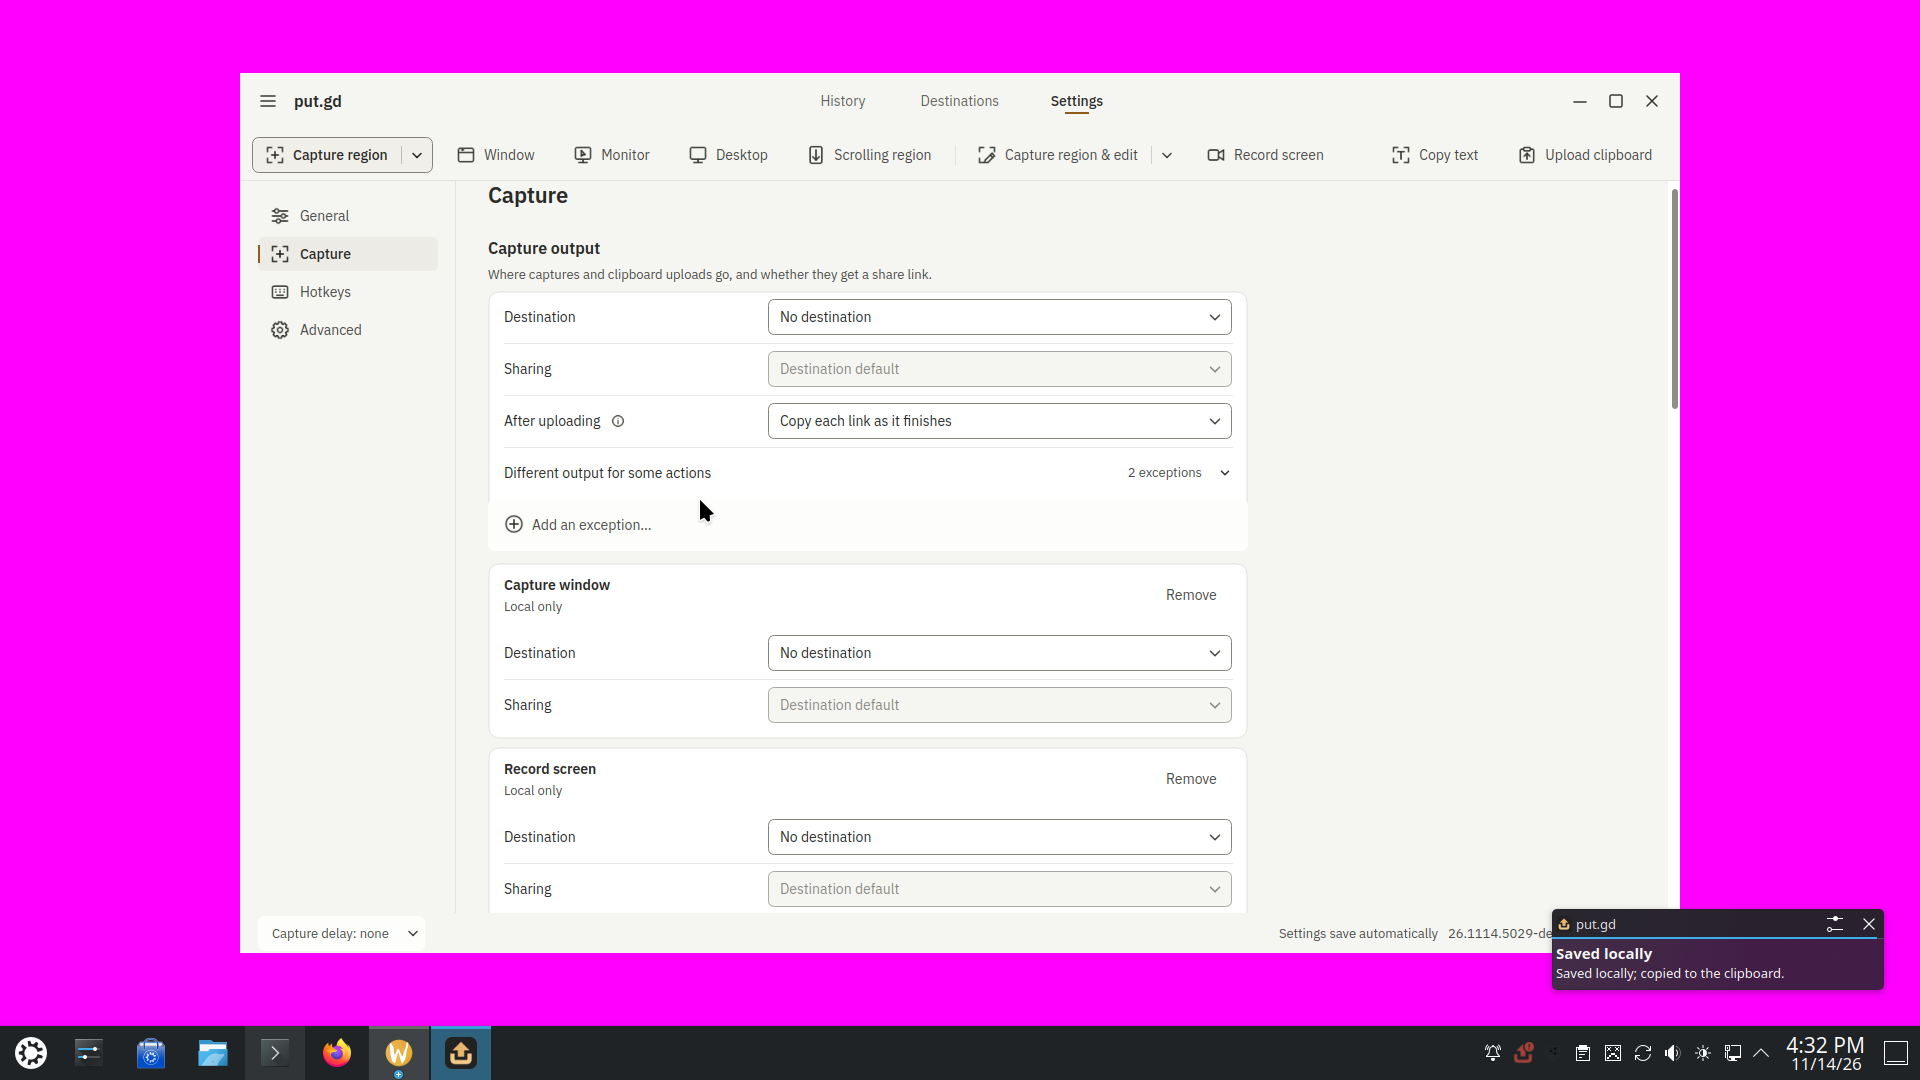 put.gd
History
Destinations
Settings
Capture region
Window
Monitor
Desktop
Scrolling region
Capture region & edit
Record screen
Copy text
Upload clipboard
General
Capture
Hotkeys
Advanced
Capture
Capture output
Where captures and clipboard uploads go, and whether they get a share link.
Destination
No destination
Sharing
Destination default
After uploading
Copy each link as it finishes
Different output for some actions
2 exceptions
Add an exception...
Capture window
Local only
Remove
Destination
No destination
Sharing
Destination default
Record screen
Local only
Remove
Destination
No destination
Sharing
Destination default
Capture delay: none
Settings save automatically
26.1114.5029-de
put.gd
Saved locally
Saved locally; copied to the clipboard.
4:32 PM
11/14/26